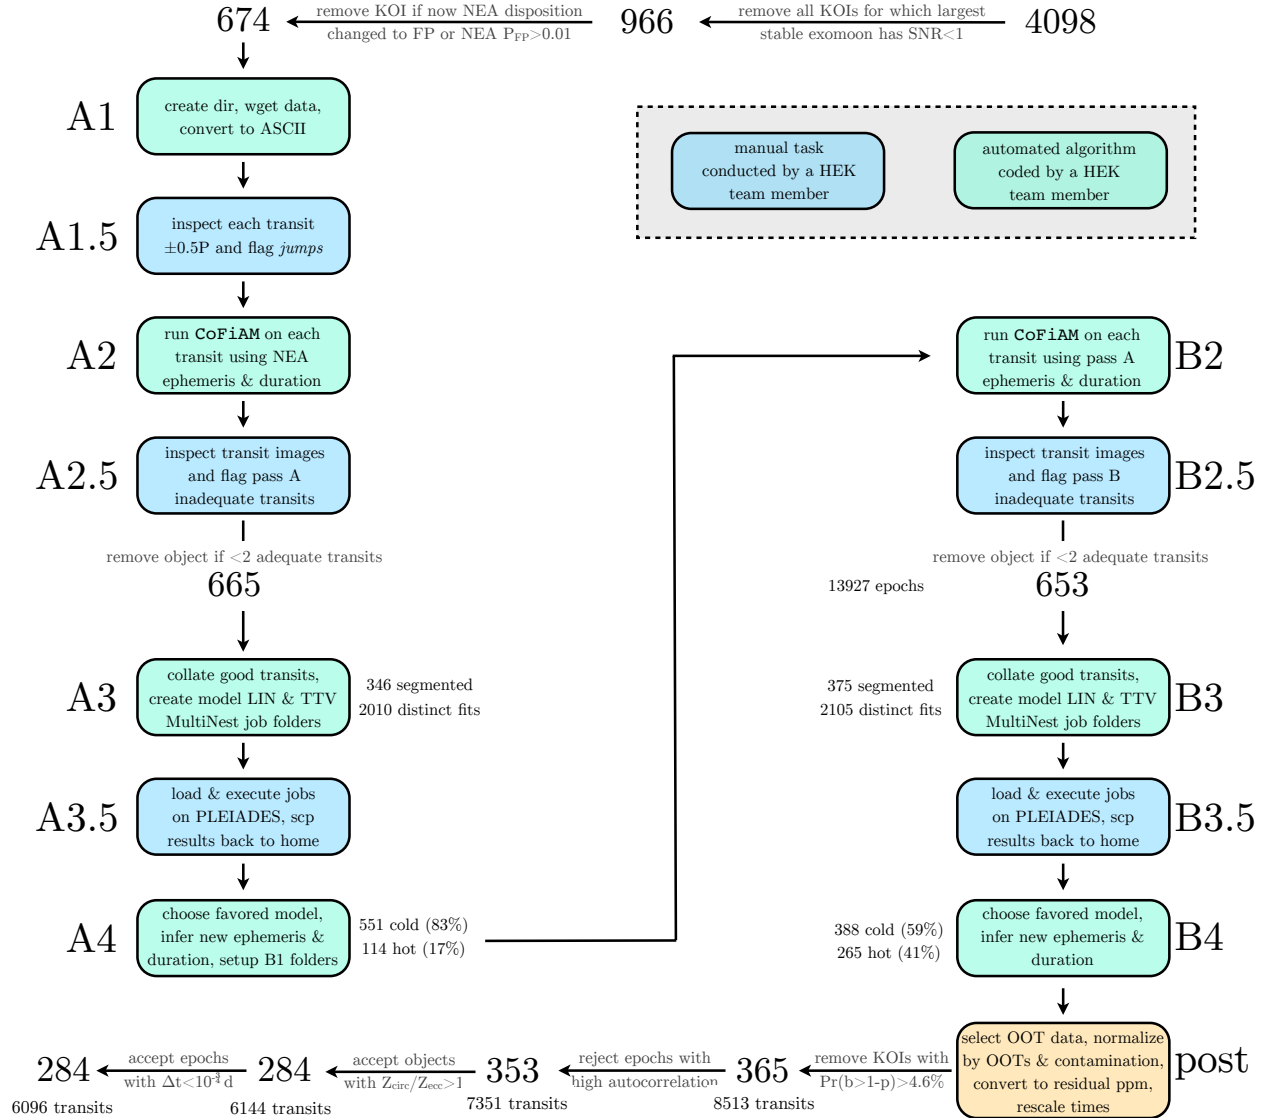 674
remove KOI if now NEA disposition
changed to FP or NEA P_FP>0.01
966
remove all KOIs for which largest
stable exomoon has SNR<1
4098
A1
create dir, wget data,
convert to ASCII
manual task
conducted by a HEK
team member
automated algorithm
coded by a HEK
team member
A1.5
inspect each transit
±0.5P and flag jumps
A2
run CoFiAM on each
transit using NEA
ephemeris & duration
A2.5
inspect transit images
and flag pass A
inadequate transits
remove object if <2 adequate transits
665
A3
collate good transits,
create model LIN & TTV
MultiNest job folders
346 segmented
2010 distinct fits
A3.5
load & execute jobs
on PLEIADES, scp
results back to home
A4
choose favored model,
infer new ephemeris &
duration, setup B1 folders
551 cold (83%)
114 hot (17%)
run CoFiAM on each
transit using pass A
ephemeris & duration
B2
inspect transit images
and flag pass B
inadequate transits
B2.5
remove object if <2 adequate transits
13927 epochs
653
375 segmented
2105 distinct fits
collate good transits,
create model LIN & TTV
MultiNest job folders
B3
load & execute jobs
on PLEIADES, scp
results back to home
B3.5
388 cold (59%)
265 hot (41%)
choose favored model,
infer new ephemeris &
duration
B4
select OOT data, normalize
by OOTs & contamination,
convert to residual ppm,
rescale times
post
remove KOIs with
Pr(b>1-p)>4.6%
365
8513 transits
reject epochs with
high autocorrelation
353
7351 transits
accept objects
with Z_circ/Z_ecc>1
284
6144 transits
accept epochs
with Δt<10^-3/4 d
284
6096 transits